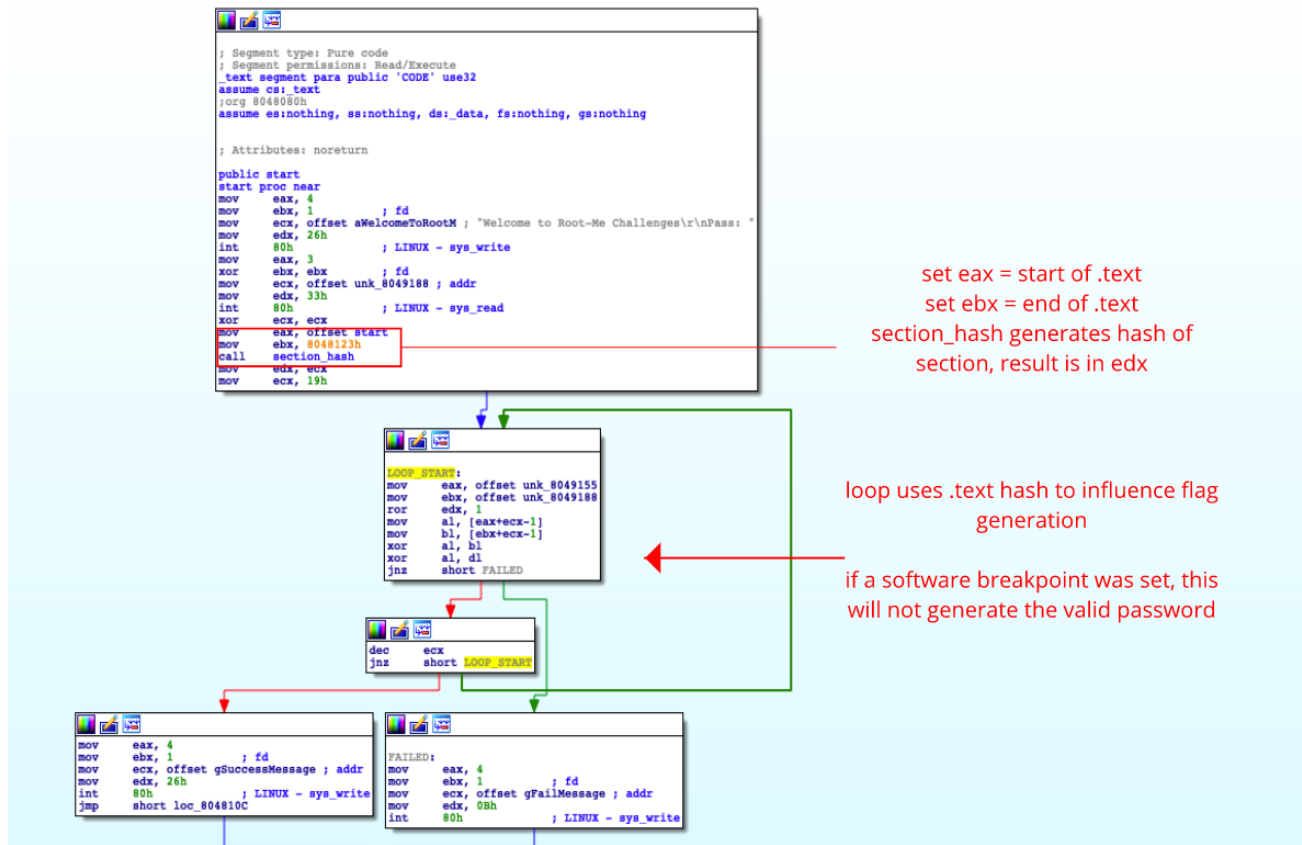 ; Segment type: Pure code
; Segment permissions: Read/Execute
_text segment para public 'CODE' use32
assume cs:_text
;org 8048080h
assume es:nothing, ss:nothing, ds:_data, fs:nothing, gs:nothing
; Attributes: noreturn
public start
start proc near
mov eax, 4
mov ebx, 1 ; fd
mov ecx, offset aWelcomeToRootM ; "Welcome to Root-Me Challenges\r\nPass: "
mov edx, 26h
int 80h ; LINUX - sys_write
mov eax, 3
xor ebx, ebx ; fd
mov ecx, offset unk_8049188 ; addr
mov edx, 33h
int 80h ; LINUX - sys_read
xor ecx, ecx
mov eax, offset start
mov ebx, 8048123h
call section_hash
mov edx, ecx
mov ecx, 19h
set eax = start of .text
set ebx = end of .text
section_hash generates hash of
section, result is in edx
LOOP_START:
mov eax, offset unk_8049155
mov ebx, offset unk_8049188
ror edx, 1
mov al, [eax+ecx-1]
mov bl, [ebx+ecx-1]
xor al, bl
xor al, dl
jnz short FAILED
loop uses .text hash to influence flag
generation
if a software breakpoint was set, this
will not generate the valid password
dec ecx
jnz short LOOP_START
mov eax, 4
mov ebx, 1 ; fd
mov ecx, offset gSuccessMessage ; addr
mov edx, 26h
int 80h ; LINUX - sys_write
jmp short loc_804810C
FAILED:
mov eax, 4
mov ebx, 1 ; fd
mov ecx, offset gFailMessage ; addr
mov edx, 0Bh
int 80h ; LINUX - sys_write